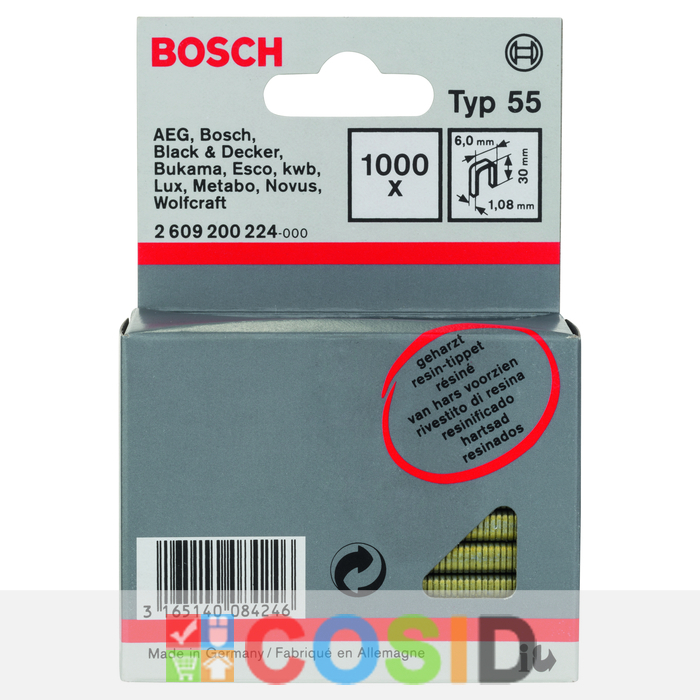 BOSCH
Typ 55
AEG, Bosch,
Black & Decker,
Bukama, Esco, kwb,
Lux, Metabo, Novus,
Wolfcraft
2 609 200 224-000
1000
x
6,0 mm
30 mm
1,08 mm
geharzt
resin-tippet
résiné
van hars voorzien
rivestito di resina
resinificado
hartsad
resinados
3 165140 084246
Made in Germany / Fabriqué en Allemagne
COSID